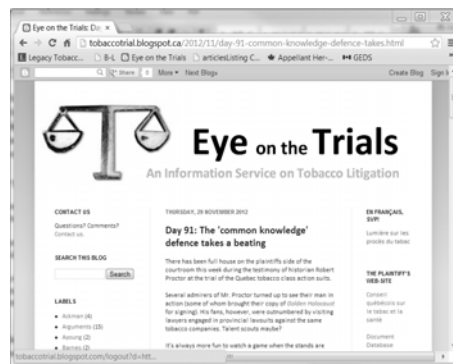 Eye on the Trials: Da ×
tobaccotrial.blogspot.ca/2012/11/day-91-common-knowledge-defence-takes.html
Legacy Tobacc... B-L Eye on the Trials articlesListing C... Appellant Her-... GEDS
Share More Next Blog» Create Blog Sign I
Eye on the Trials
An Information Service on Tobacco Litigation
CONTACT US
Questions? Comments?
Contact us.
SEARCH THIS BLOG
Search
LABELS
Adman (4)
Arguments (15)
Barnes (2)
THURSDAY, 29 NOVEMBER 2012
Day 91: The 'common knowledge'
defence takes a beating
There has been full house on the plaintiffs side of the
courtroom this week during the testimony of historian Robert
Proctor at the trial of the Quebec tobacco class action suits.
Several admirers of Mr. Proctor turned up to see their man in
action (some of whom brought their copy of Golden Holocaust
for signing). His fans, however, were outnumbered by visiting
lawyers engaged in provincial lawsuits against the same
tobacco companies. Talent scouts maybe?
It's always more fun to watch a game when the stands are
EN FRANÇAIS,
SVP!
Lumière sur les
procès du tabac
THE PLAINTIFF'S
WEB-SITE
Conseil
québécois sur
le tabac et la
santé
Document
Database
tobaccotrial.blogspot.com/logout?d=htt...